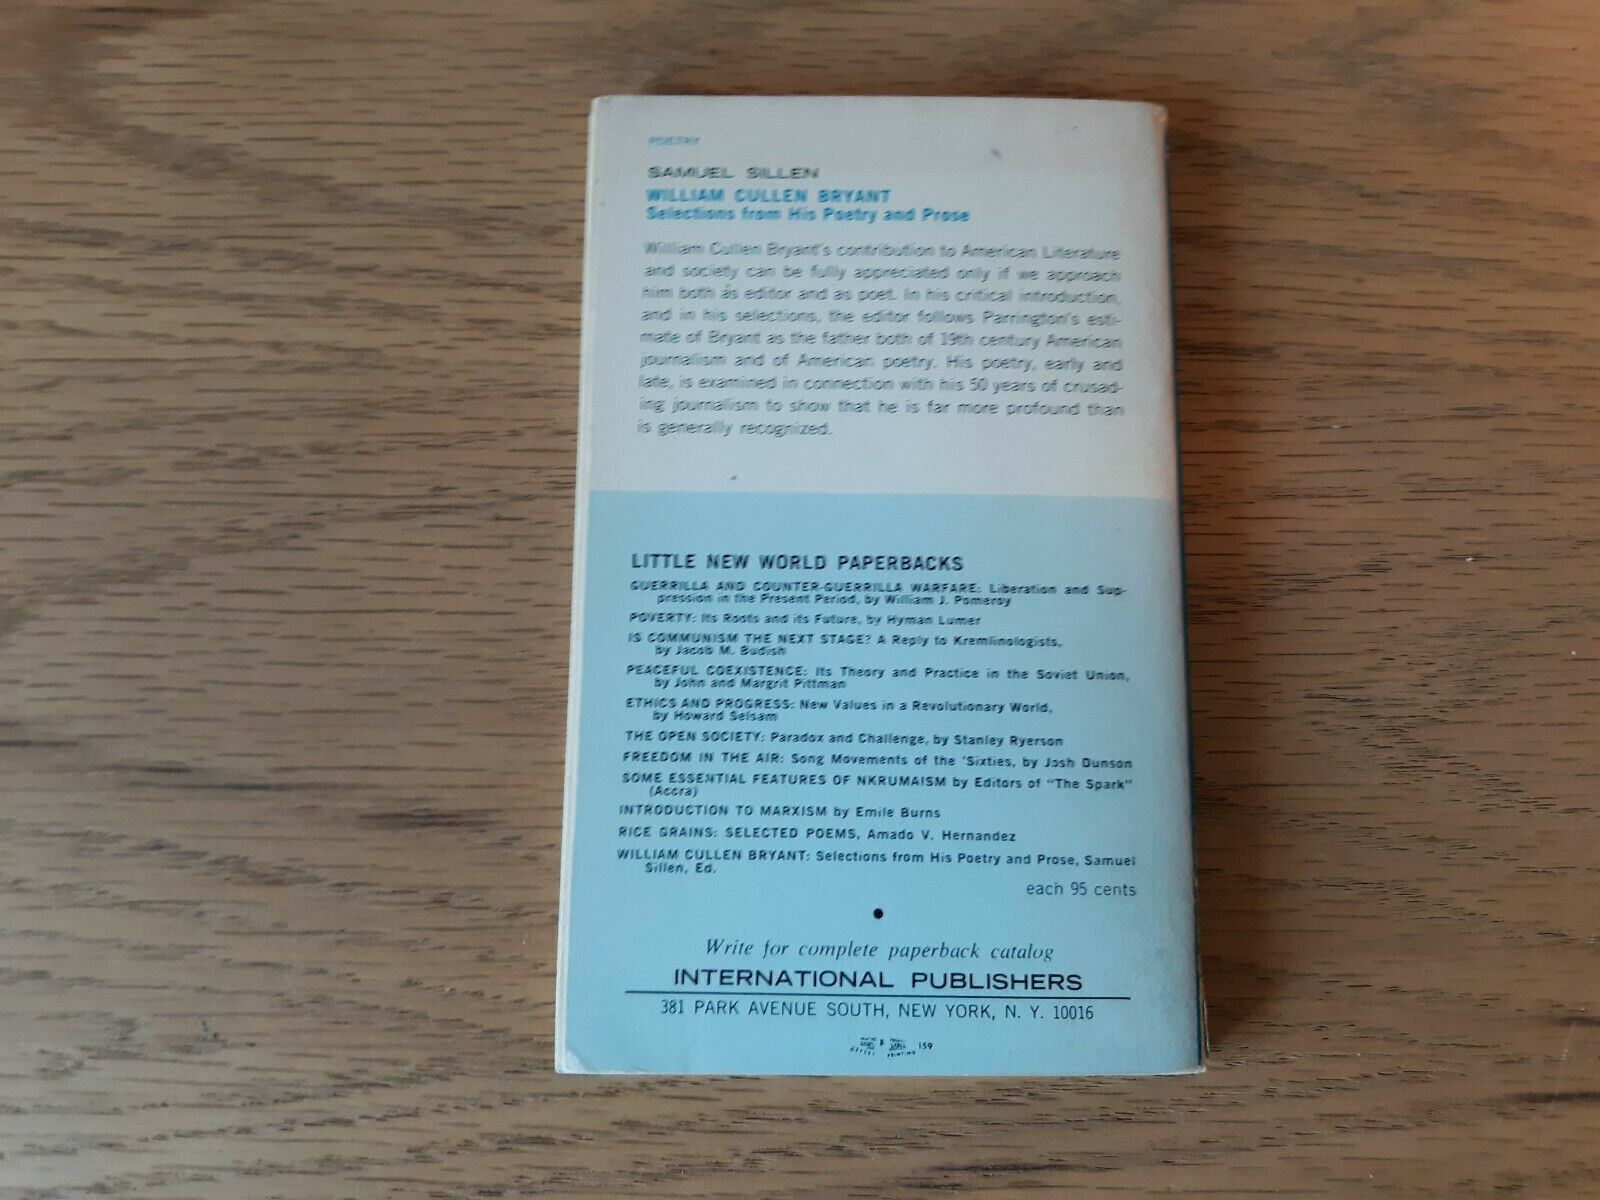 POETRY
SAMUEL SILLEN
WILLIAM CULLEN BRYANT
Selections from His Poetry and Prose
William Cullen Bryant's contribution to American Literature
and society can be fully appreciated only if we approach
him both as editor and as poet. In his critical introduction,
and in his selections, the editor follows Parrington's esti-
mate of Bryant as the father both of 19th century American
journalism and of American poetry. His poetry, early and
late, is examined in connection with his 50 years of crusad-
ing journalism to show that he is far more profound than
is generally recognized.
LITTLE NEW WORLD PAPERBACKS
GUERRILLA AND COUNTER-GUERRILLA WARFARE: Liberation and Sup-
pression in the Present Period, by William J. Pomeroy
POVERTY: Its Roots and its Future, by Hyman Lumer
IS COMMUNISM THE NEXT STAGE? A Reply to Kremlinologists,
by Jacob M. Budish
PEACEFUL COEXISTENCE: Its Theory and Practice in the Soviet Union,
by John and Margrit Pittman
ETHICS AND PROGRESS: New Values in a Revolutionary World,
by Howard Selsam
THE OPEN SOCIETY: Paradox and Challenge, by Stanley Ryerson
FREEDOM IN THE AIR: Song Movements of the 'Sixties, by Josh Dunson
SOME ESSENTIAL FEATURES OF NKRUMAISM by Editors of "The Spark"
(Accra)
INTRODUCTION TO MARXISM by Emile Burns
RICE GRAINS: SELECTED POEMS, Amado V. Hernandez
WILLIAM CULLEN BRYANT: Selections from His Poetry and Prose, Samuel
Sillen, Ed.
each 95 cents
Write for complete paperback catalog
INTERNATIONAL PUBLISHERS
381 PARK AVENUE SOUTH, NEW YORK, N. Y. 10016
159